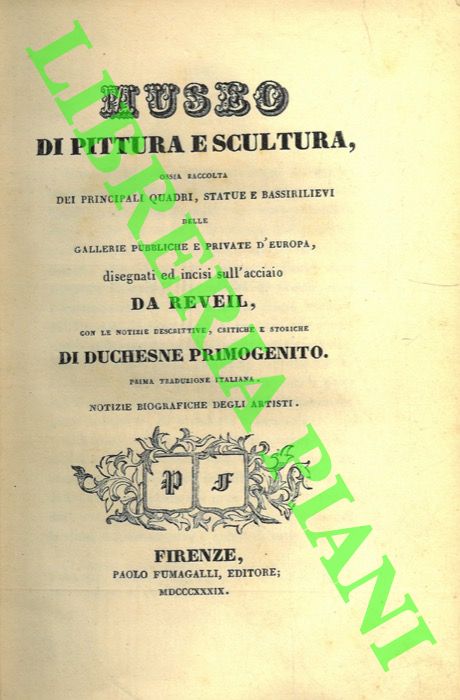 MUSEO
DI PITTURA E SCULTURA,
OSSIA RACCOLTA
DEI PRINCIPALI QUADRI, STATUE E BASSIRILIEVI
DELLE
GALLERIE PUBBLICHE E PRIVATE D'EUROPA,
disegnati ed incisi sull'acciaio
DA REVEIL,
CON LE NOTIZIE DESCRITTIVE, CRITICHE E STORICHE
DI DUCHESNE PRIMOGENITO.
PRIMA TRADUZIONE ITALIANA.
NOTIZIE BIOGRAFICHE DEGLI ARTISTI.
P F
FIRENZE,
PAOLO FUMAGALLI, EDITORE;
MDCCCXXXIX.
LIBRERIA PIANI